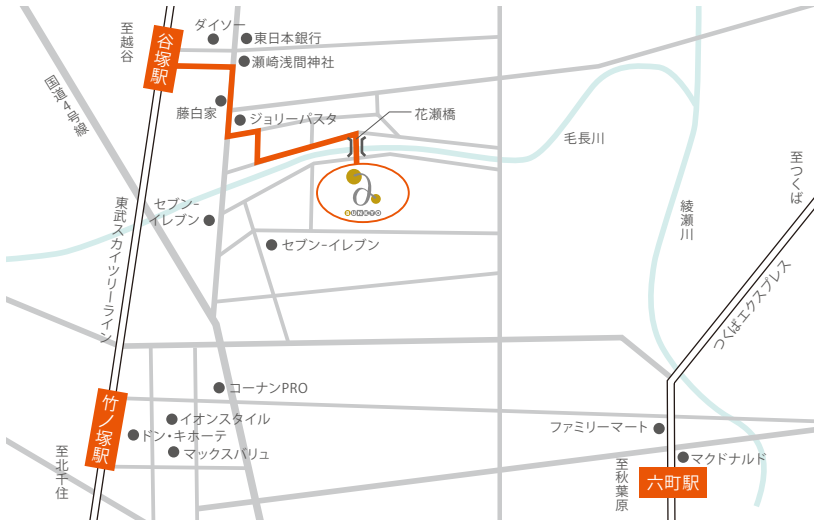 ダイソー
東日本銀行
至越谷
谷塚駅
瀬崎浅間神社
国道4号線
藤白家
ジョリーパスタ
花瀬橋
毛長川
至つくば
綾瀬川
セブン-
イレブン
SUNKYO
東武スカイツリーライン
セブン-イレブン
つくばエクスプレス
コーナンPRO
竹ノ塚駅
イオンスタイル
ドン・キホーテ
マックスバリュ
ファミリーマート
マクドナルド
至北千住
至秋葉原
六町駅